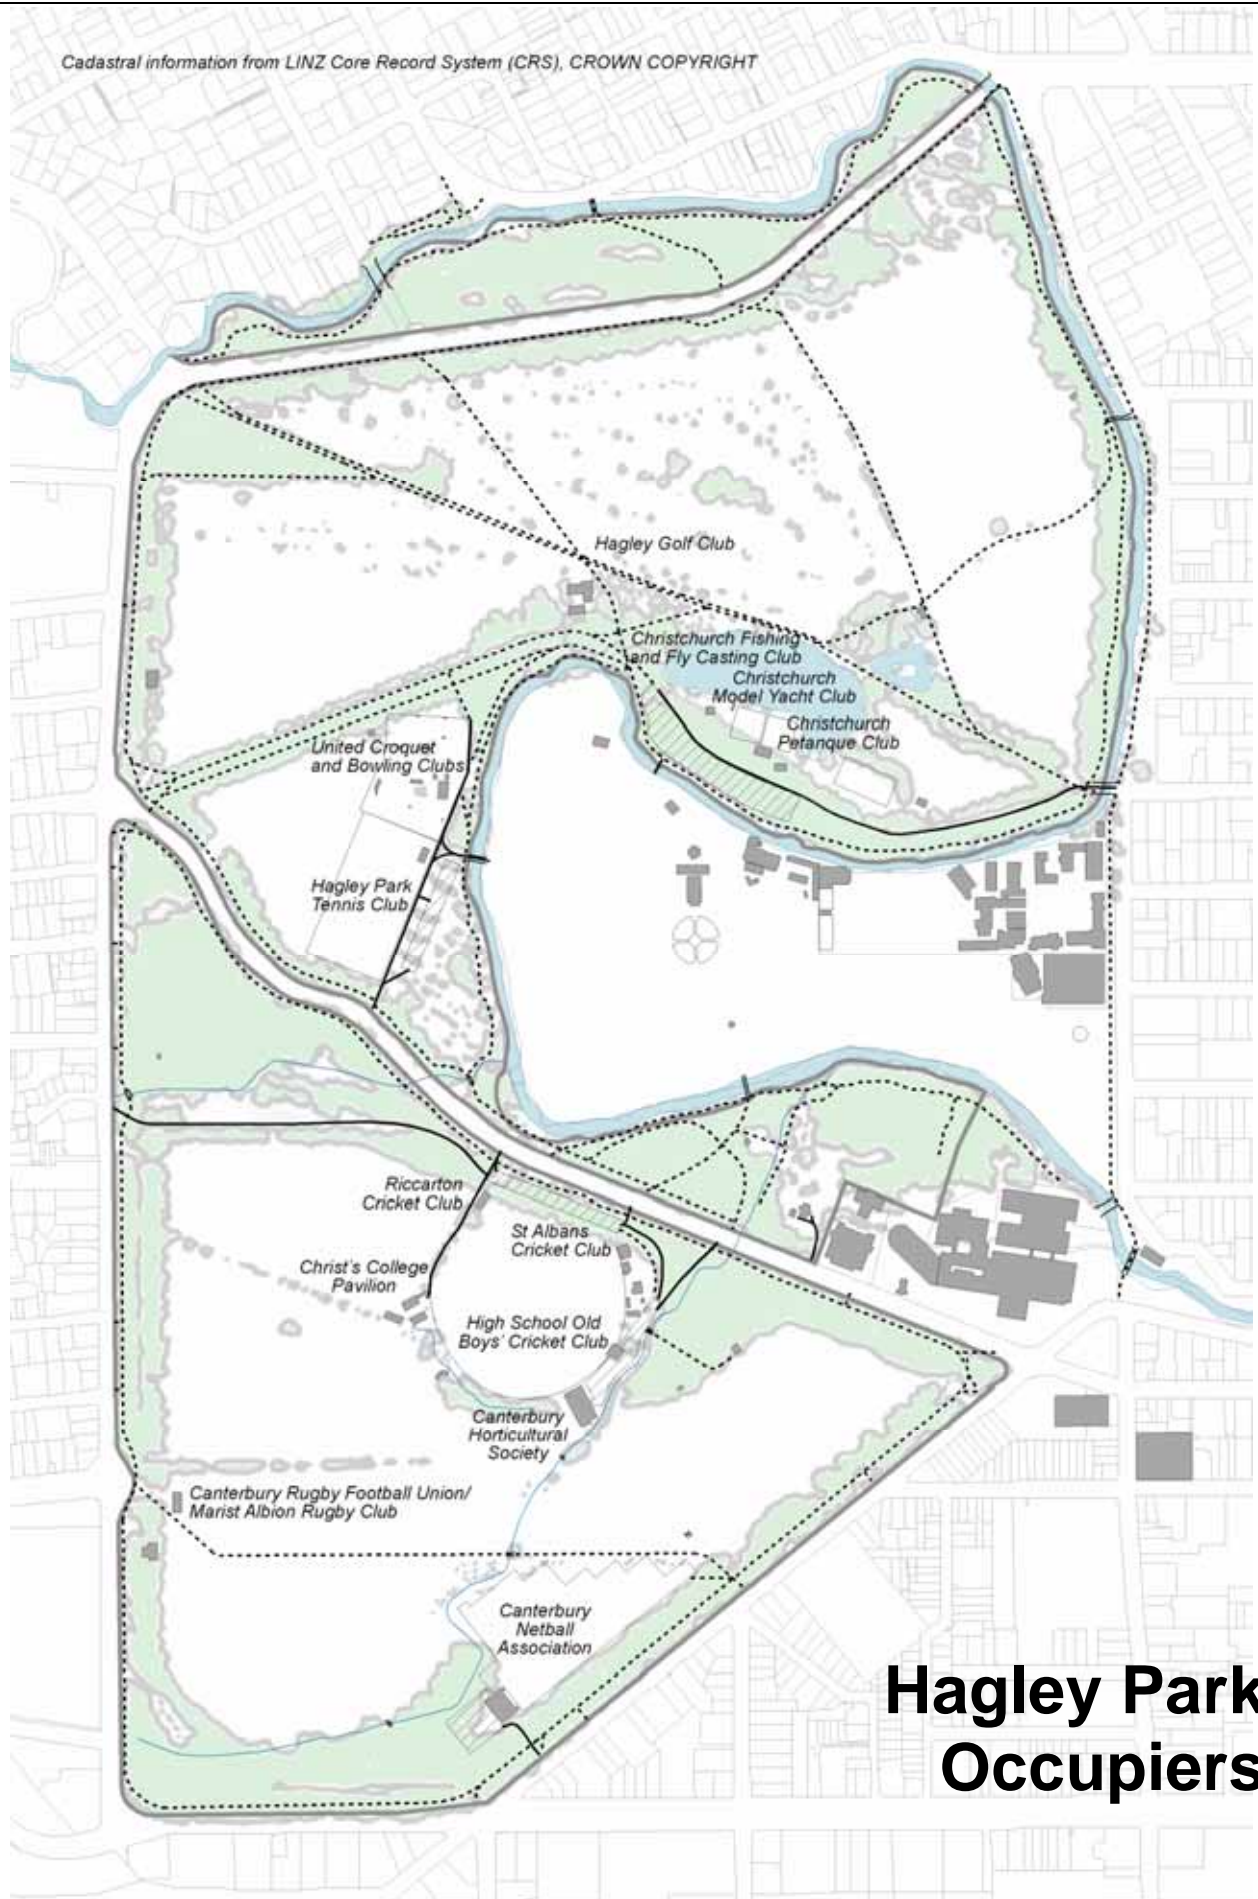 Cadastral information from LINZ Core Record System (CRS), CROWN COPYRIGHT
Hagley Golf Club
Christchurch Fishing
and Fly Casting Club
Christchurch
Model Yacht Club
Christchurch
Petanque Club
United Croquet
and Bowling Clubs
Hagley Park
Tennis Club
Riccarton
Cricket Club
St Albans
Cricket Club
Christ's College
Pavilion
High School Old
Boys' Cricket Club
Canterbury
Horticultural
Society
Canterbury Rugby Football Union/
Marist Albion Rugby Club
Canterbury
Netball
Association
Hagley Park
Occupiers